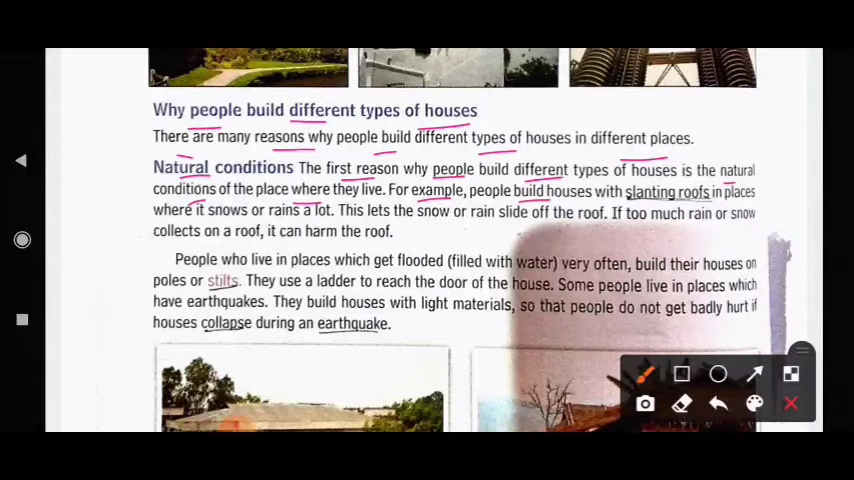 Why people build different types of houses
There are many reasons why people build different types of houses in different places.
Natural conditions The first reason why people build different types of houses is the natural
conditions of the place where they live. For example, people build houses with slanting roofs in places
where it snows or rains a lot. This lets the snow or rain slide off the roof. If too much rain or snow
collects on a roof, it can harm the roof.
People who live in places which get flooded (filled with water) very often, build their houses on
poles or stilts. They use a ladder to reach the door of the house. Some people live in places which
have earthquakes. They build houses with light materials, so that people do not get badly hurt if
houses collapse during an earthquake.